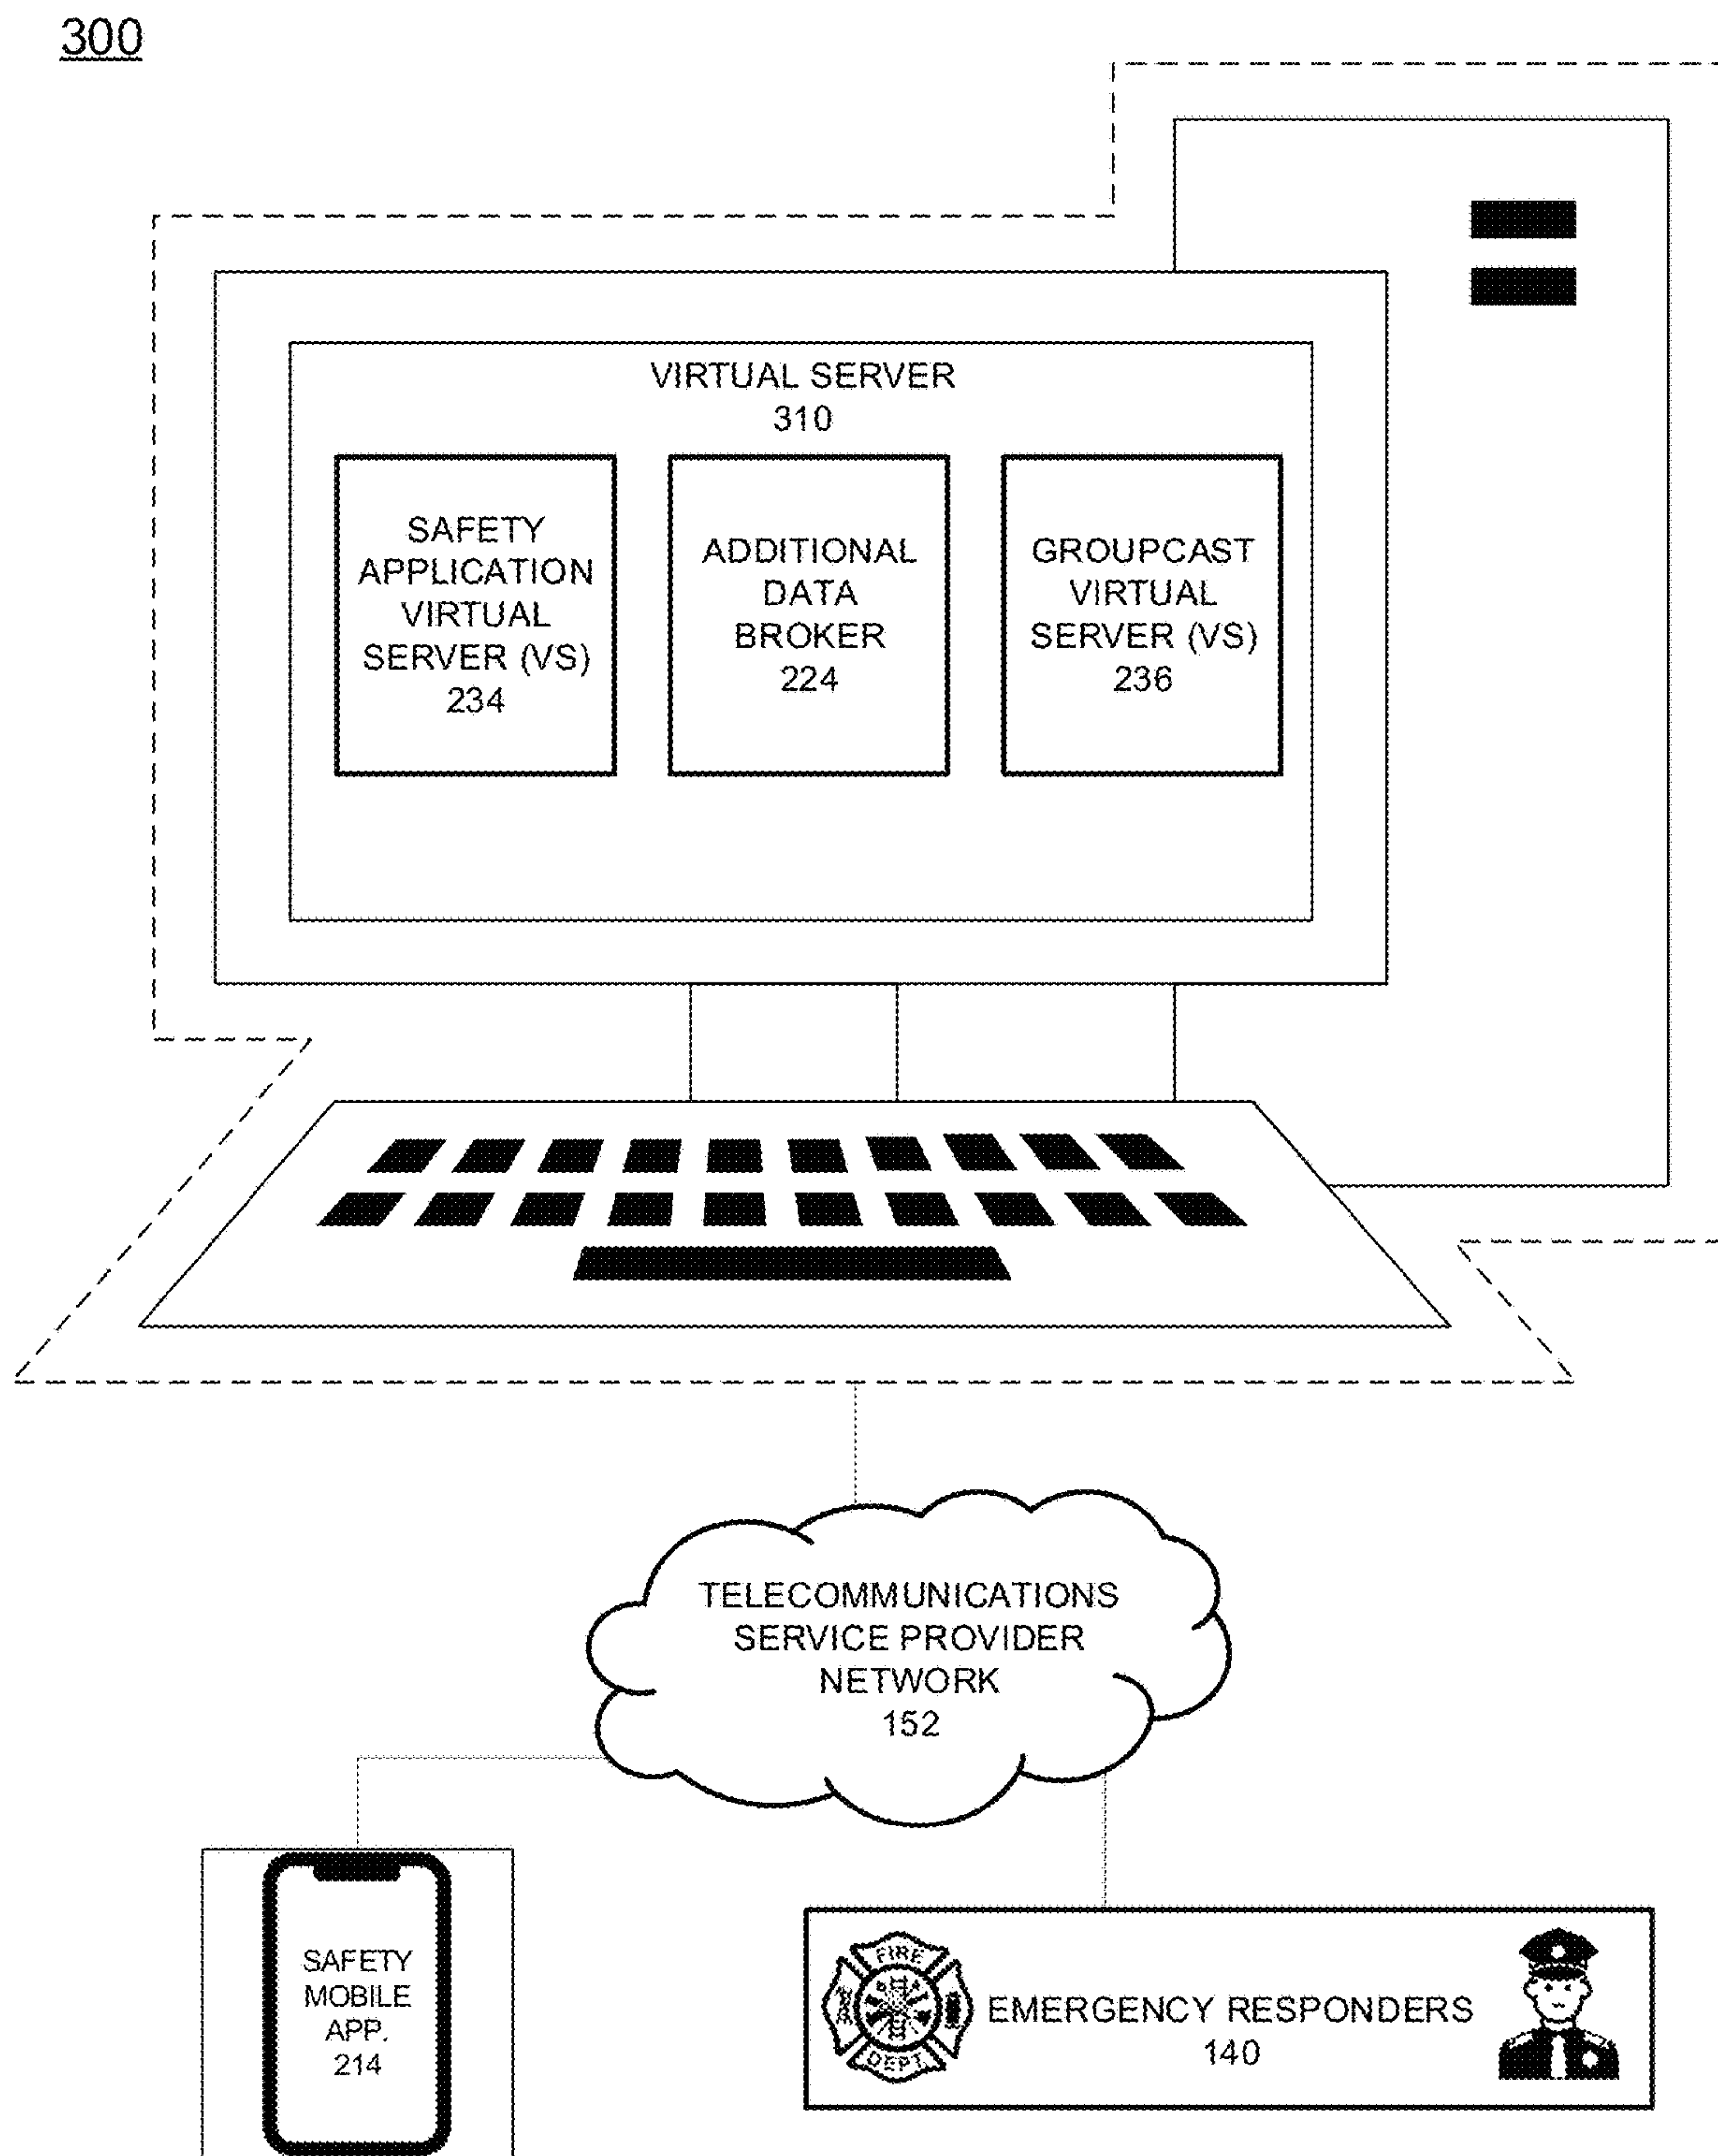 300
VIRTUAL SERVER
310
SAFETY
APPLICATION
VIRTUAL
SERVER (VS)
234
ADDITIONAL
DATA
BROKER
224
GROUPCAST
VIRTUAL
SERVER (VS)
236
TELECOMMUNICATIONS
SERVICE PROVIDER
NETWORK
152
SAFETY
MOBILE
APP.
214
FIRE
DEPT.
EMERGENCY RESPONDERS
140